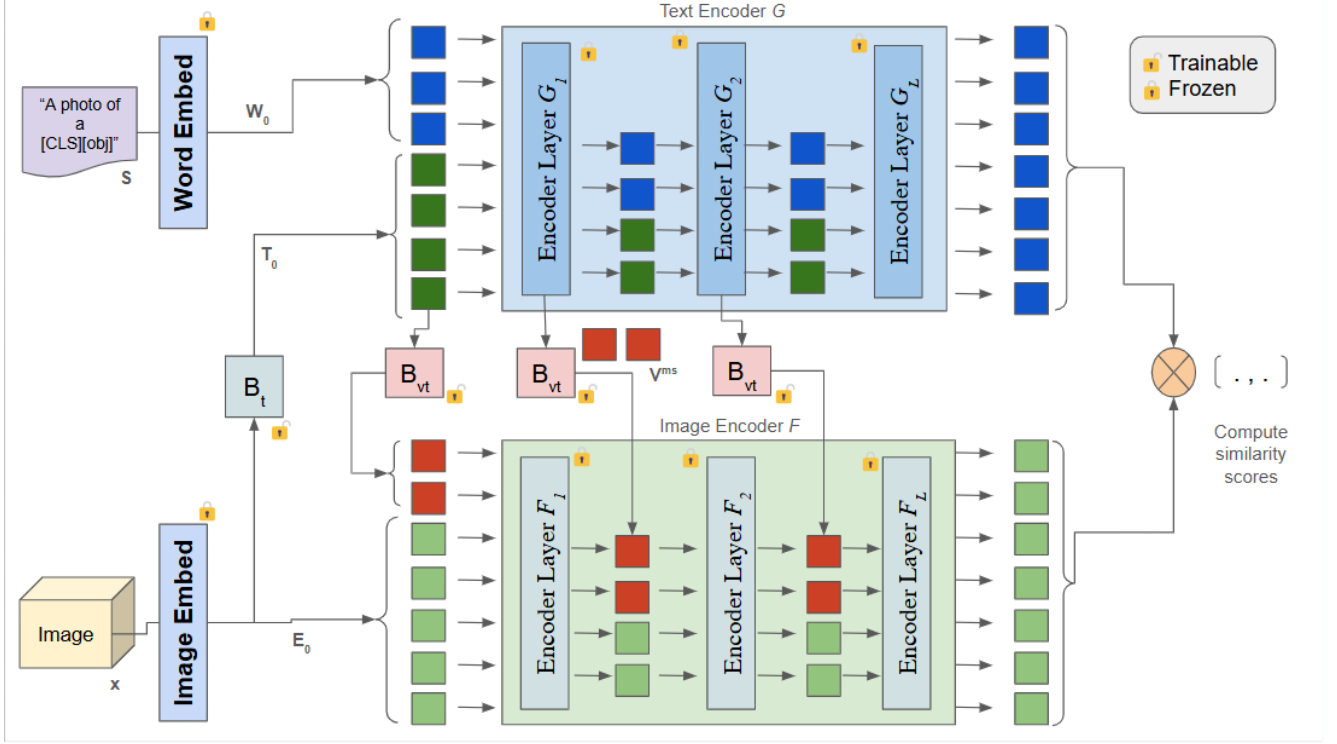 Text Encoder G
Trainable
Frozen
“A photo of
a
[CLS][obj]”
S
Word Embed
W0
Encoder Layer G1
Encoder Layer G2
Encoder Layer GL
T0
Bt
Bvt
Bvt
Vms
Bvt
( . , . )
Compute
similarity
scores
Image Encoder F
Encoder Layer F1
Encoder Layer F2
Encoder Layer FL
Image
x
Image Embed
E0